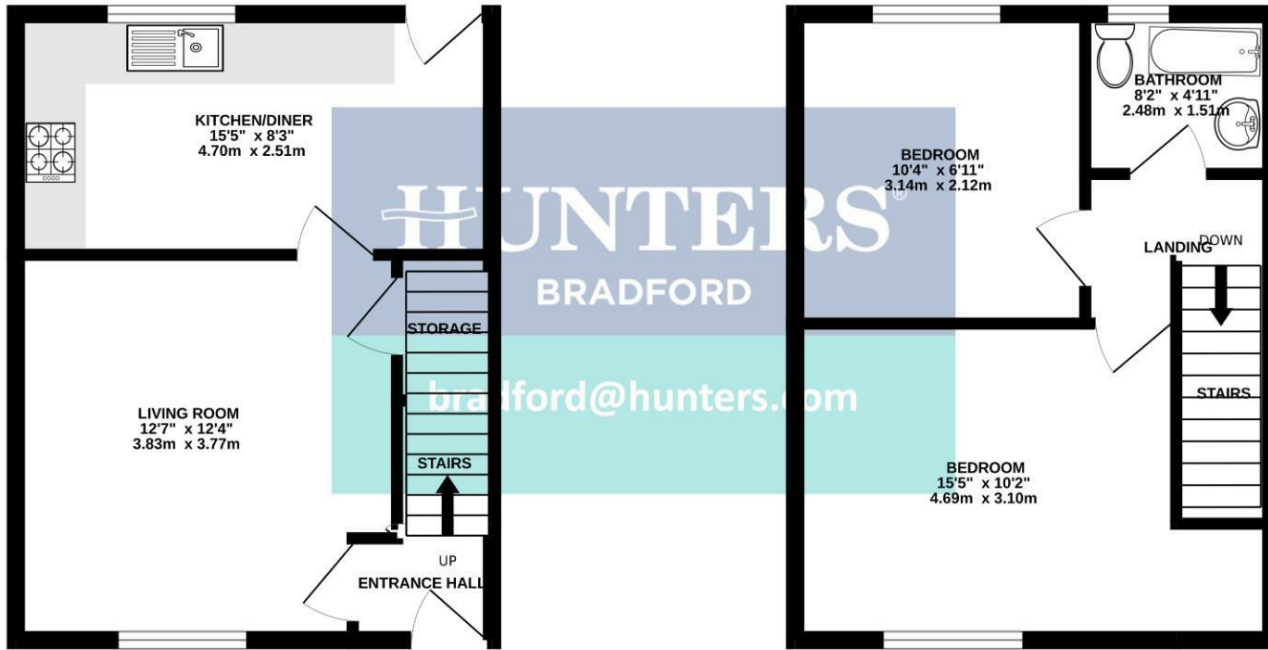 KITCHEN/DINER
15'5" x 8'3"
4.70m x 2.51m
STORAGE
LIVING ROOM
12'7" x 12'4"
3.83m x 3.77m
STAIRS
UP
ENTRANCE HALL
HUNTERS®
BRADFORD
bradford@hunters.com
BATHROOM
8'2" x 4'11"
2.48m x 1.51m
BEDROOM
10'4" x 6'11"
3.14m x 2.12m
DOWN
LANDING
STAIRS
BEDROOM
15'5" x 10'2"
4.69m x 3.10m